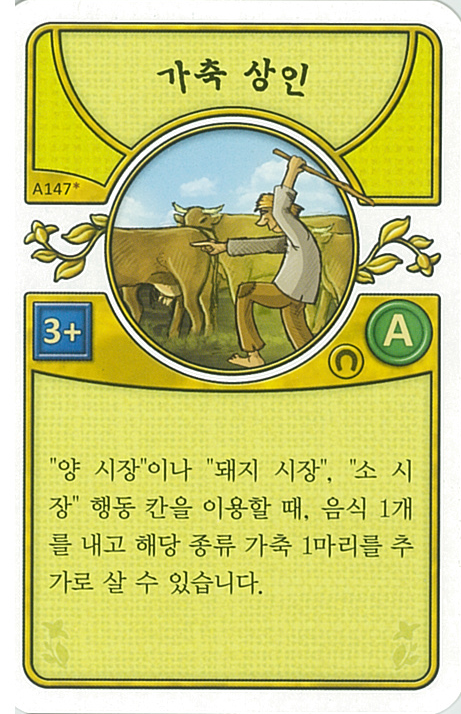 가축 상인
A147*
3+
A
"양 시장"이나 "돼지 시장", "소 시
장" 행동 칸을 이용할 때, 음식 1개
를 내고 해당 종류 가축 1마리를 추
가로 살 수 있습니다.